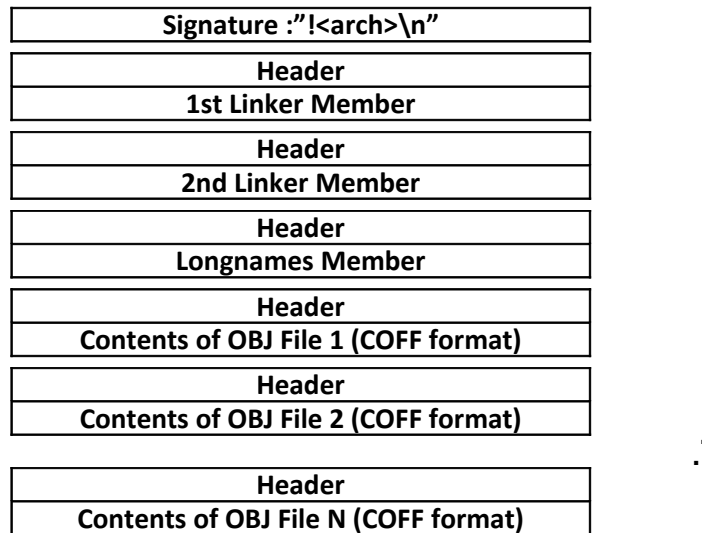 Signature :”!<arch>\n”
Header
1st Linker Member
Header
2nd Linker Member
Header
Longnames Member
Header
Contents of OBJ File 1 (COFF format)
Header
Contents of OBJ File 2 (COFF format)
Header
Contents of OBJ File N (COFF format)